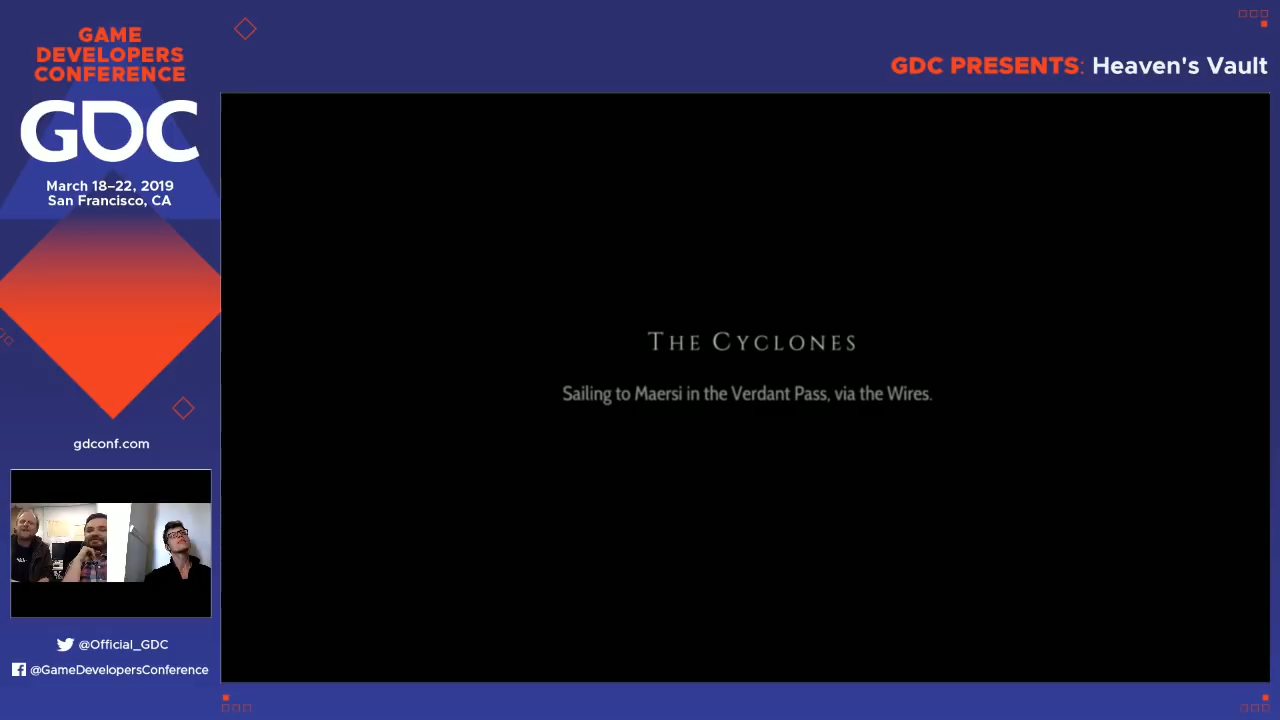 GAME
DEVELOPERS
CONFERENCE
GDC
March 18–22, 2019
San Francisco, CA
gdconf.com
@Official_GDC
@GameDevelopersConference
GDC PRESENTS: Heaven's Vault
THE CYCLONES
Sailing to Maersi in the Verdant Pass, via the Wires.